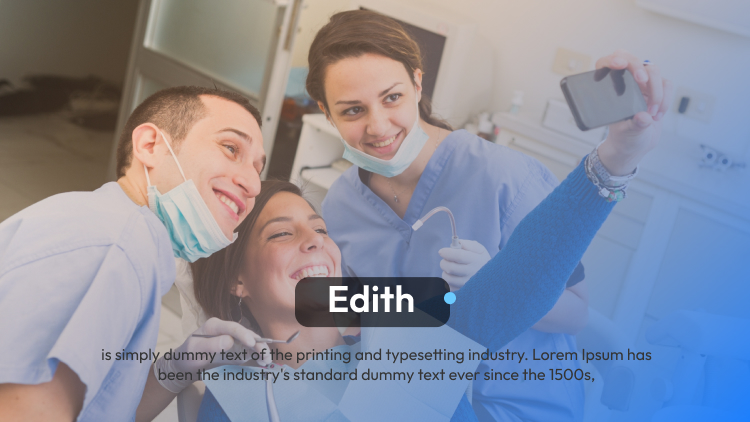 Edith
is simply dummy text of the printing and typesetting industry. Lorem Ipsum has
been the industry's standard dummy text ever since the 1500s,